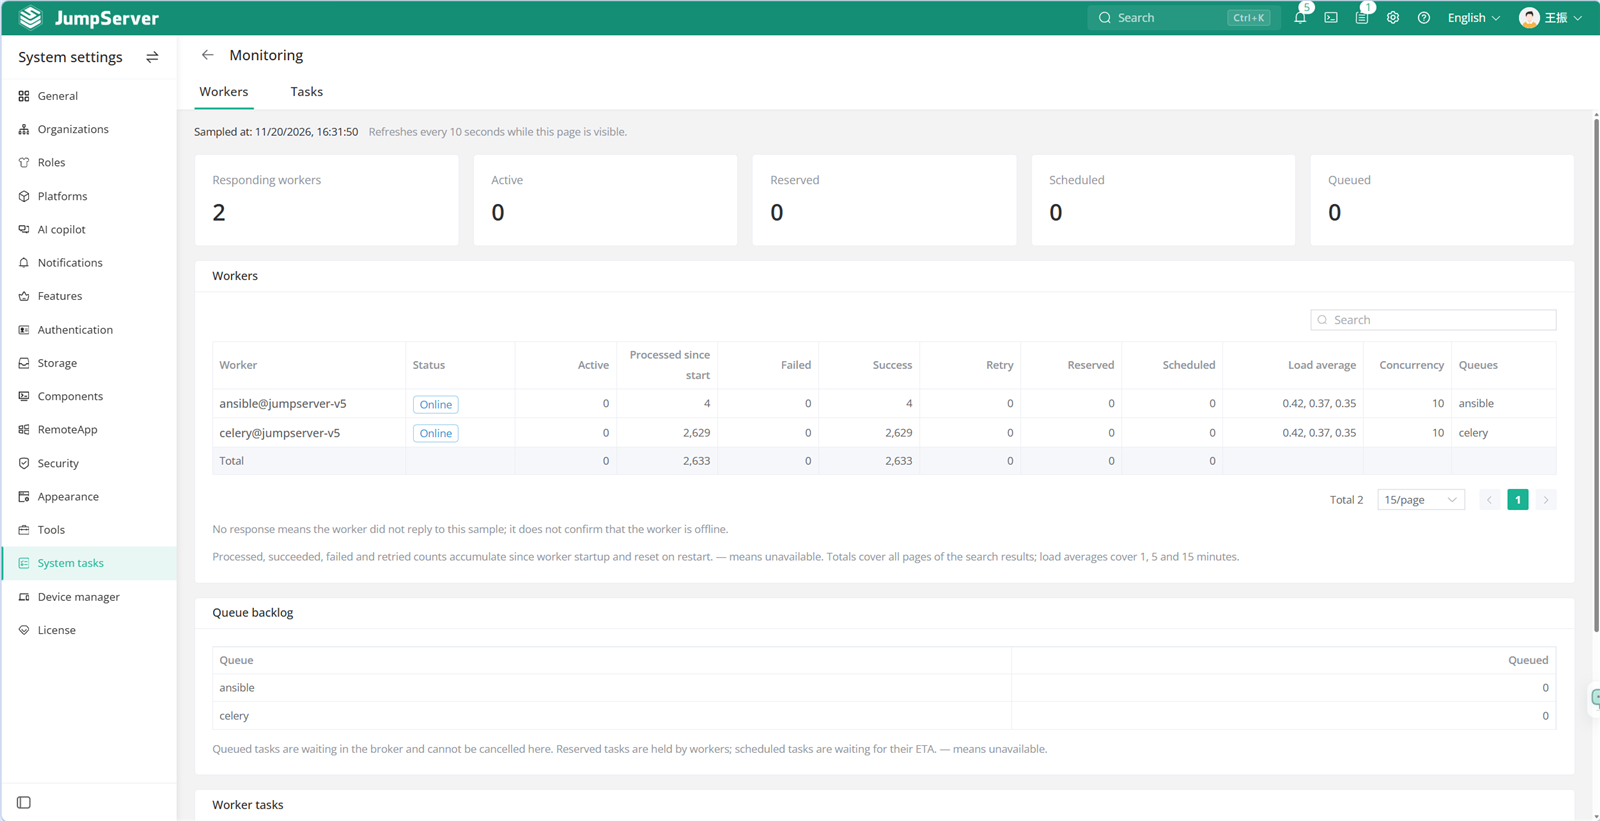 JumpServer
Search Ctrl+K 5 1 English 王振
System settings
General
Organizations
Roles
Platforms
AI copilot
Notifications
Features
Authentication
Storage
Components
RemoteApp
Security
Appearance
Tools
System tasks
Device manager
License
Monitoring
Workers Tasks
Sampled at: 11/20/2026, 16:31:50 Refreshes every 10 seconds while this page is visible.
Responding workers
2
Active
0
Reserved
0
Scheduled
0
Queued
0
Workers
Search
Worker Status Active Processed since start Failed Success Retry Reserved Scheduled Load average Concurrency Queues
ansible@jumpserver-v5 Online 0 4 0 4 0 0 0 0.42, 0.37, 0.35 10 ansible
celery@jumpserver-v5 Online 0 2,629 0 2,629 0 0 0 0.42, 0.37, 0.35 10 celery
Total 0 2,633 0 2,633 0 0 0
Total 2 15/page 1
No response means the worker did not reply to this sample; it does not confirm that the worker is offline.
Processed, succeeded, failed and retried counts accumulate since worker startup and reset on restart. — means unavailable. Totals cover all pages of the search results; load averages cover 1, 5 and 15 minutes.
Queue backlog
Queue Queued
ansible 0
celery 0
Queued tasks are waiting in the broker and cannot be cancelled here. Reserved tasks are held by workers; scheduled tasks are waiting for their ETA. — means unavailable.
Worker tasks